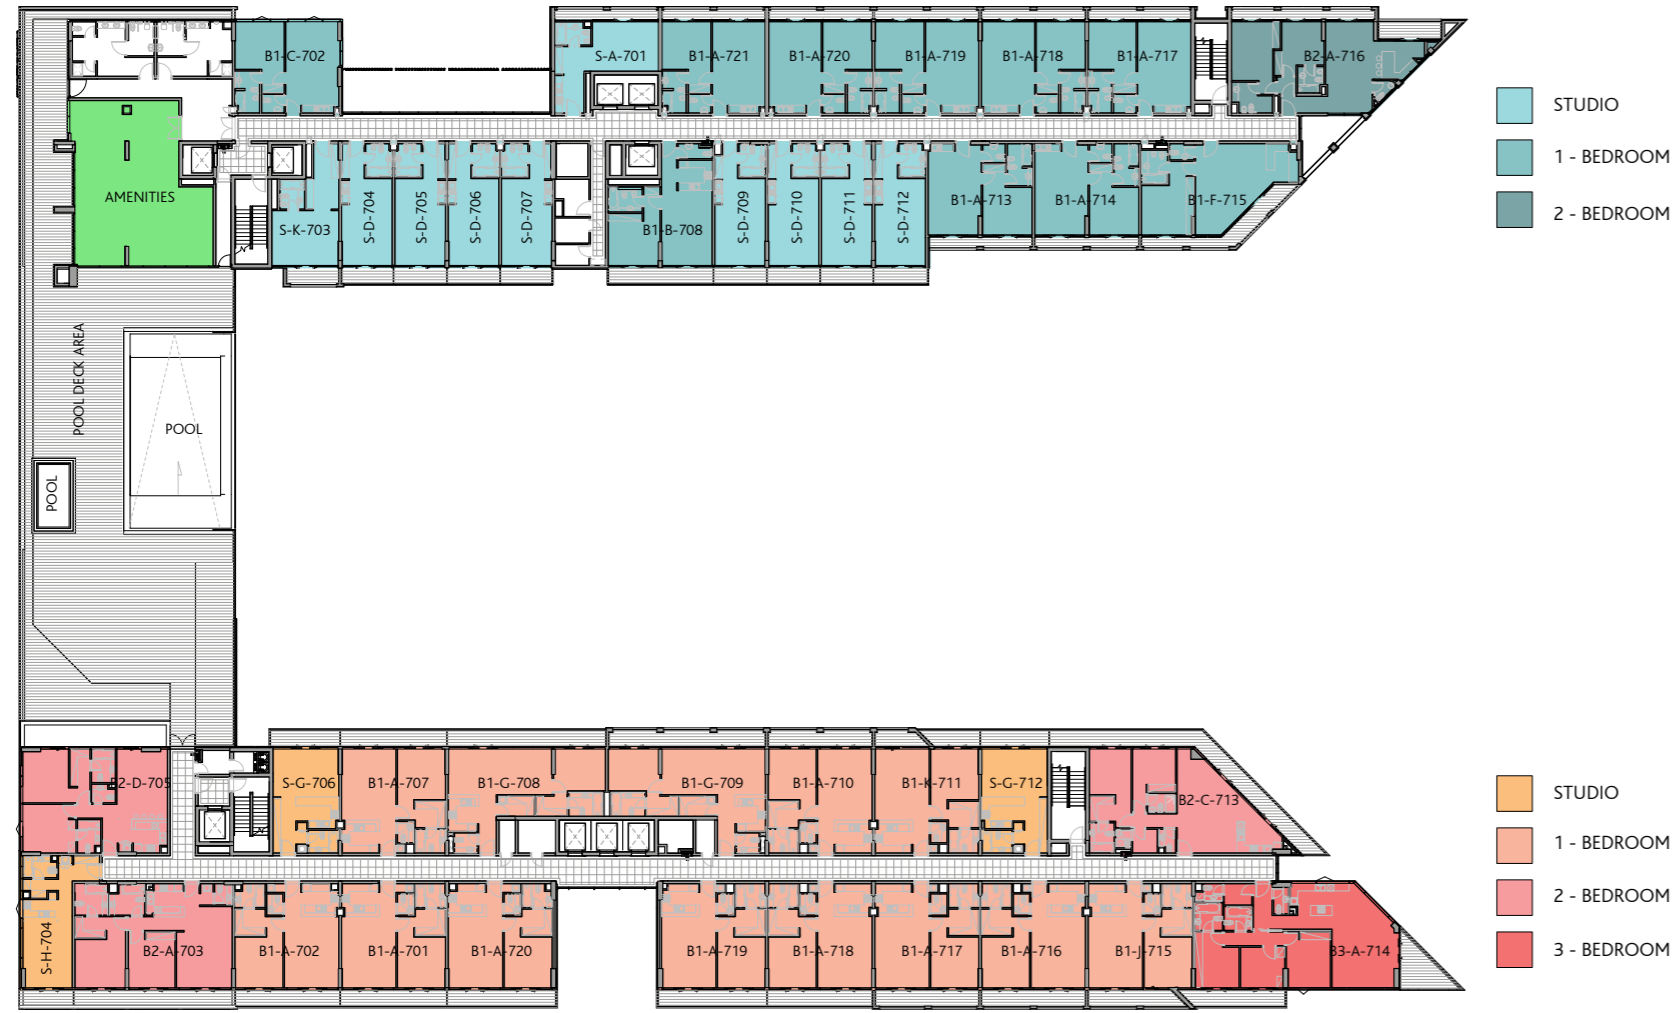 B1-C-702
S-A-701
B1-A-721
B1-A-720
B1-A-719
B1-A-718
B1-A-717
B2-A-716
STUDIO
1 - BEDROOM
2 - BEDROOM
AMENITIES
S-K-703
S-D-704
S-D-705
S-D-706
S-D-707
B1-B-708
S-D-709
S-D-710
S-D-711
S-D-712
B1-A-713
B1-A-714
B1-F-715
POOL DECK AREA
POOL
POOL
B2-D-705
S-G-706
B1-A-707
B1-G-708
B1-G-709
B1-A-710
B1-K-711
S-G-712
B2-C-713
STUDIO
1 - BEDROOM
2 - BEDROOM
3 - BEDROOM
S-H-704
B2-A-703
B1-A-702
B1-A-701
B1-A-720
B1-A-719
B1-A-718
B1-A-717
B1-A-716
B1-J-715
B3-A-714